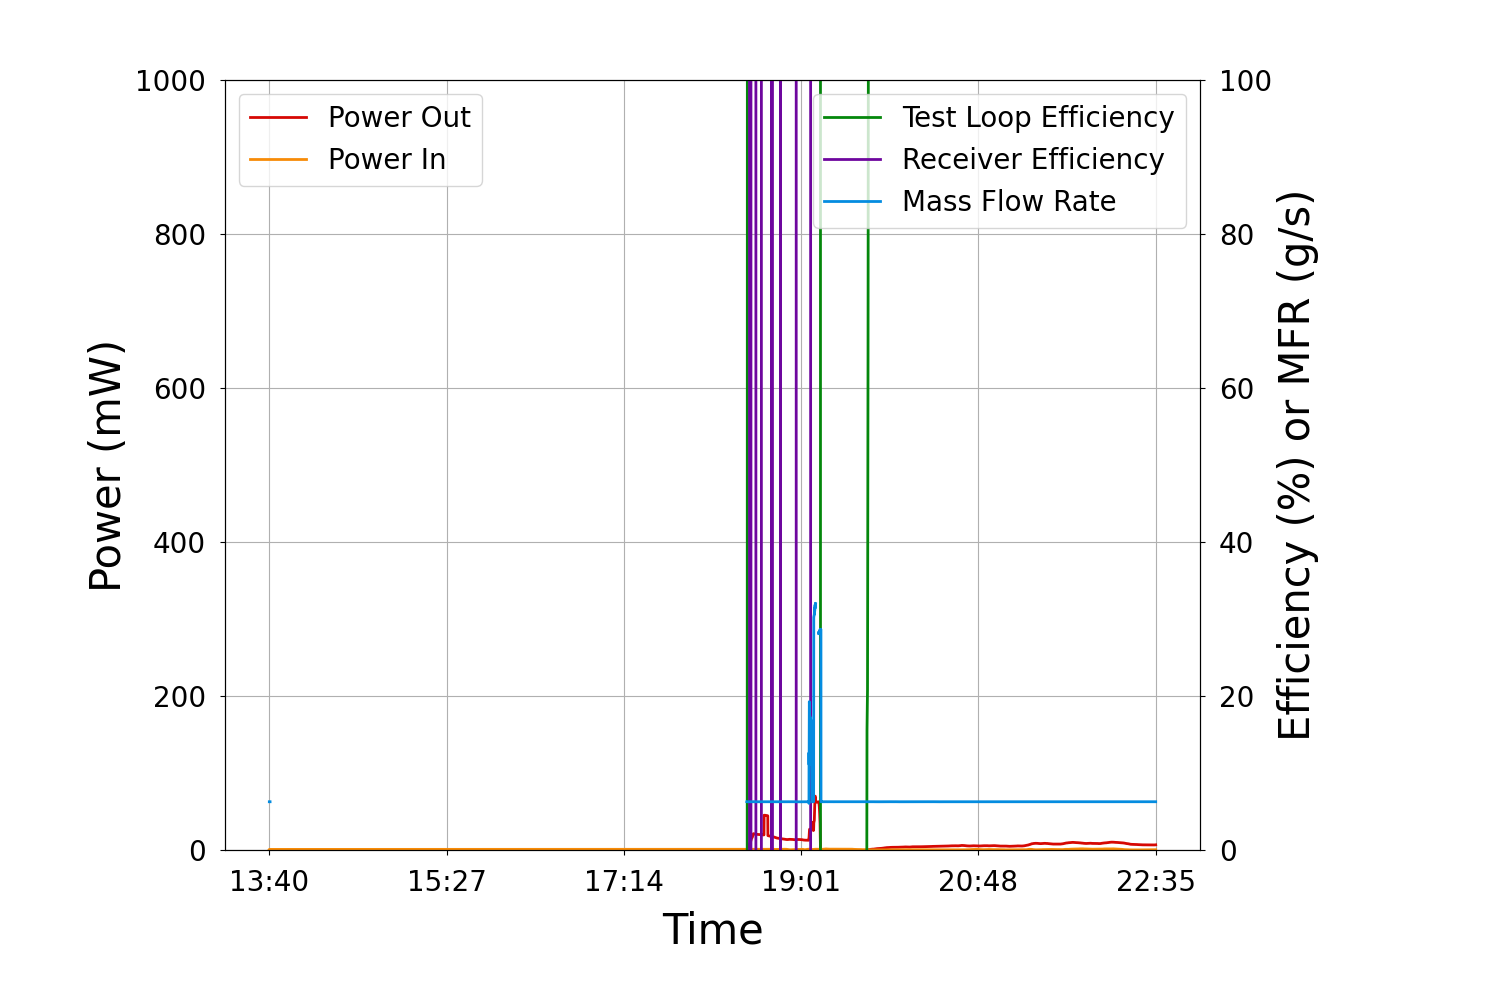 1000
800
600
400
200
0
Power (mW)
Power Out
Power In
Test Loop Efficiency
Receiver Efficiency
Mass Flow Rate
100
80
60
40
20
0
Efficiency (%) or MFR (g/s)
13:40 15:27 17:14 19:01 20:48 22:35
Time